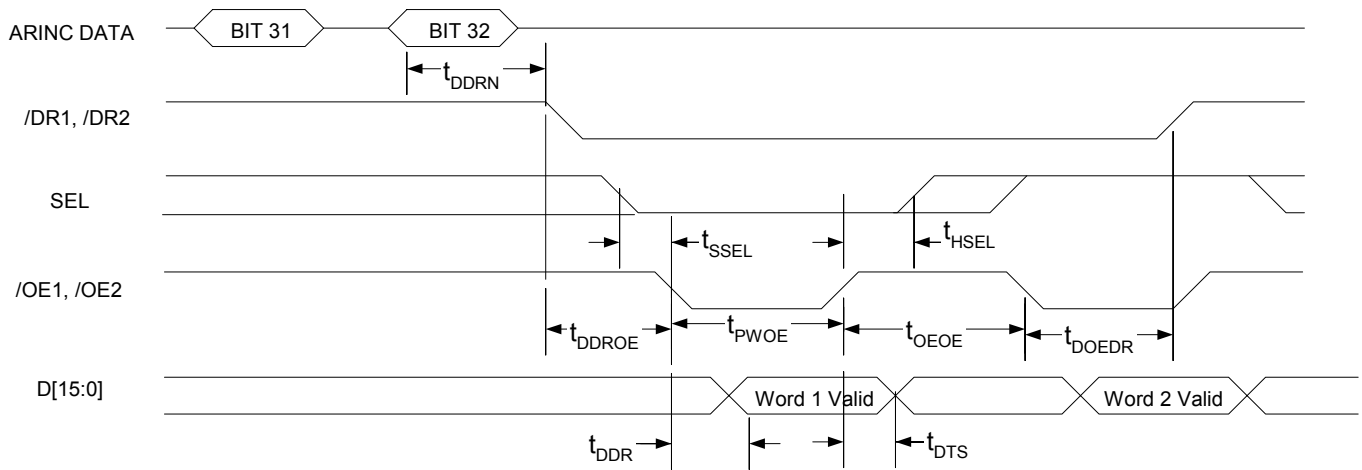 ARINC DATA
BIT 31
BIT 32
tDDRN
/DR1, /DR2
SEL
tSSEL
tHSEL
/OE1, /OE2
tDDROE
tPWOE
tOEOE
tDOEDR
D[15:0]
Word 1 Valid
Word 2 Valid
tDDR
tDTS